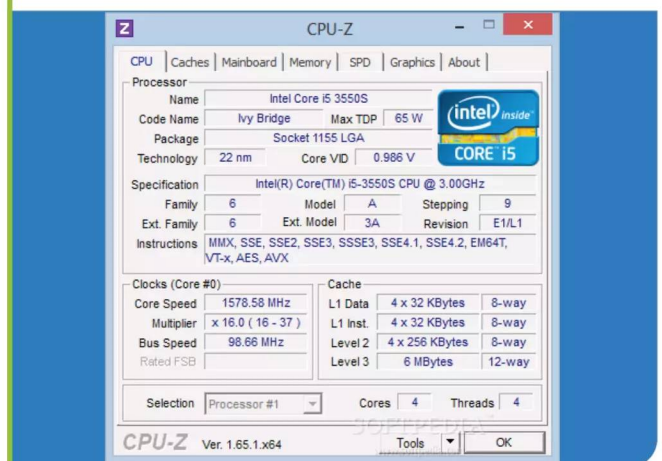 Z CPU-Z
CPU Caches Mainboard Memory SPD Graphics About
Processor
Name Intel Core i5 3550S
Code Name Ivy Bridge Max TDP 65 W
Package Socket 1155 LGA
Technology 22 nm Core VID 0.986 V
(intel) inside™
CORE™ i5
Specification Intel(R) Core(TM) i5-3550S CPU @ 3.00GHz
Family 6 Model A Stepping 9
Ext. Family 6 Ext. Model 3A Revision E1/L1
Instructions MMX, SSE, SSE2, SSE3, SSSE3, SSE4.1, SSE4.2, EM64T,
VT-x, AES, AVX
Clocks (Core #0)
Core Speed 1578.58 MHz
Multiplier x 16.0 ( 16 - 37 )
Bus Speed 98.66 MHz
Rated FSB
Cache
L1 Data 4 x 32 KBytes 8-way
L1 Inst. 4 x 32 KBytes 8-way
Level 2 4 x 256 KBytes 8-way
Level 3 6 MBytes 12-way
Selection Processor #1 Cores 4 Threads 4
SOFTPEDIA
CPU-Z Ver. 1.65.1.x64 Tools OK